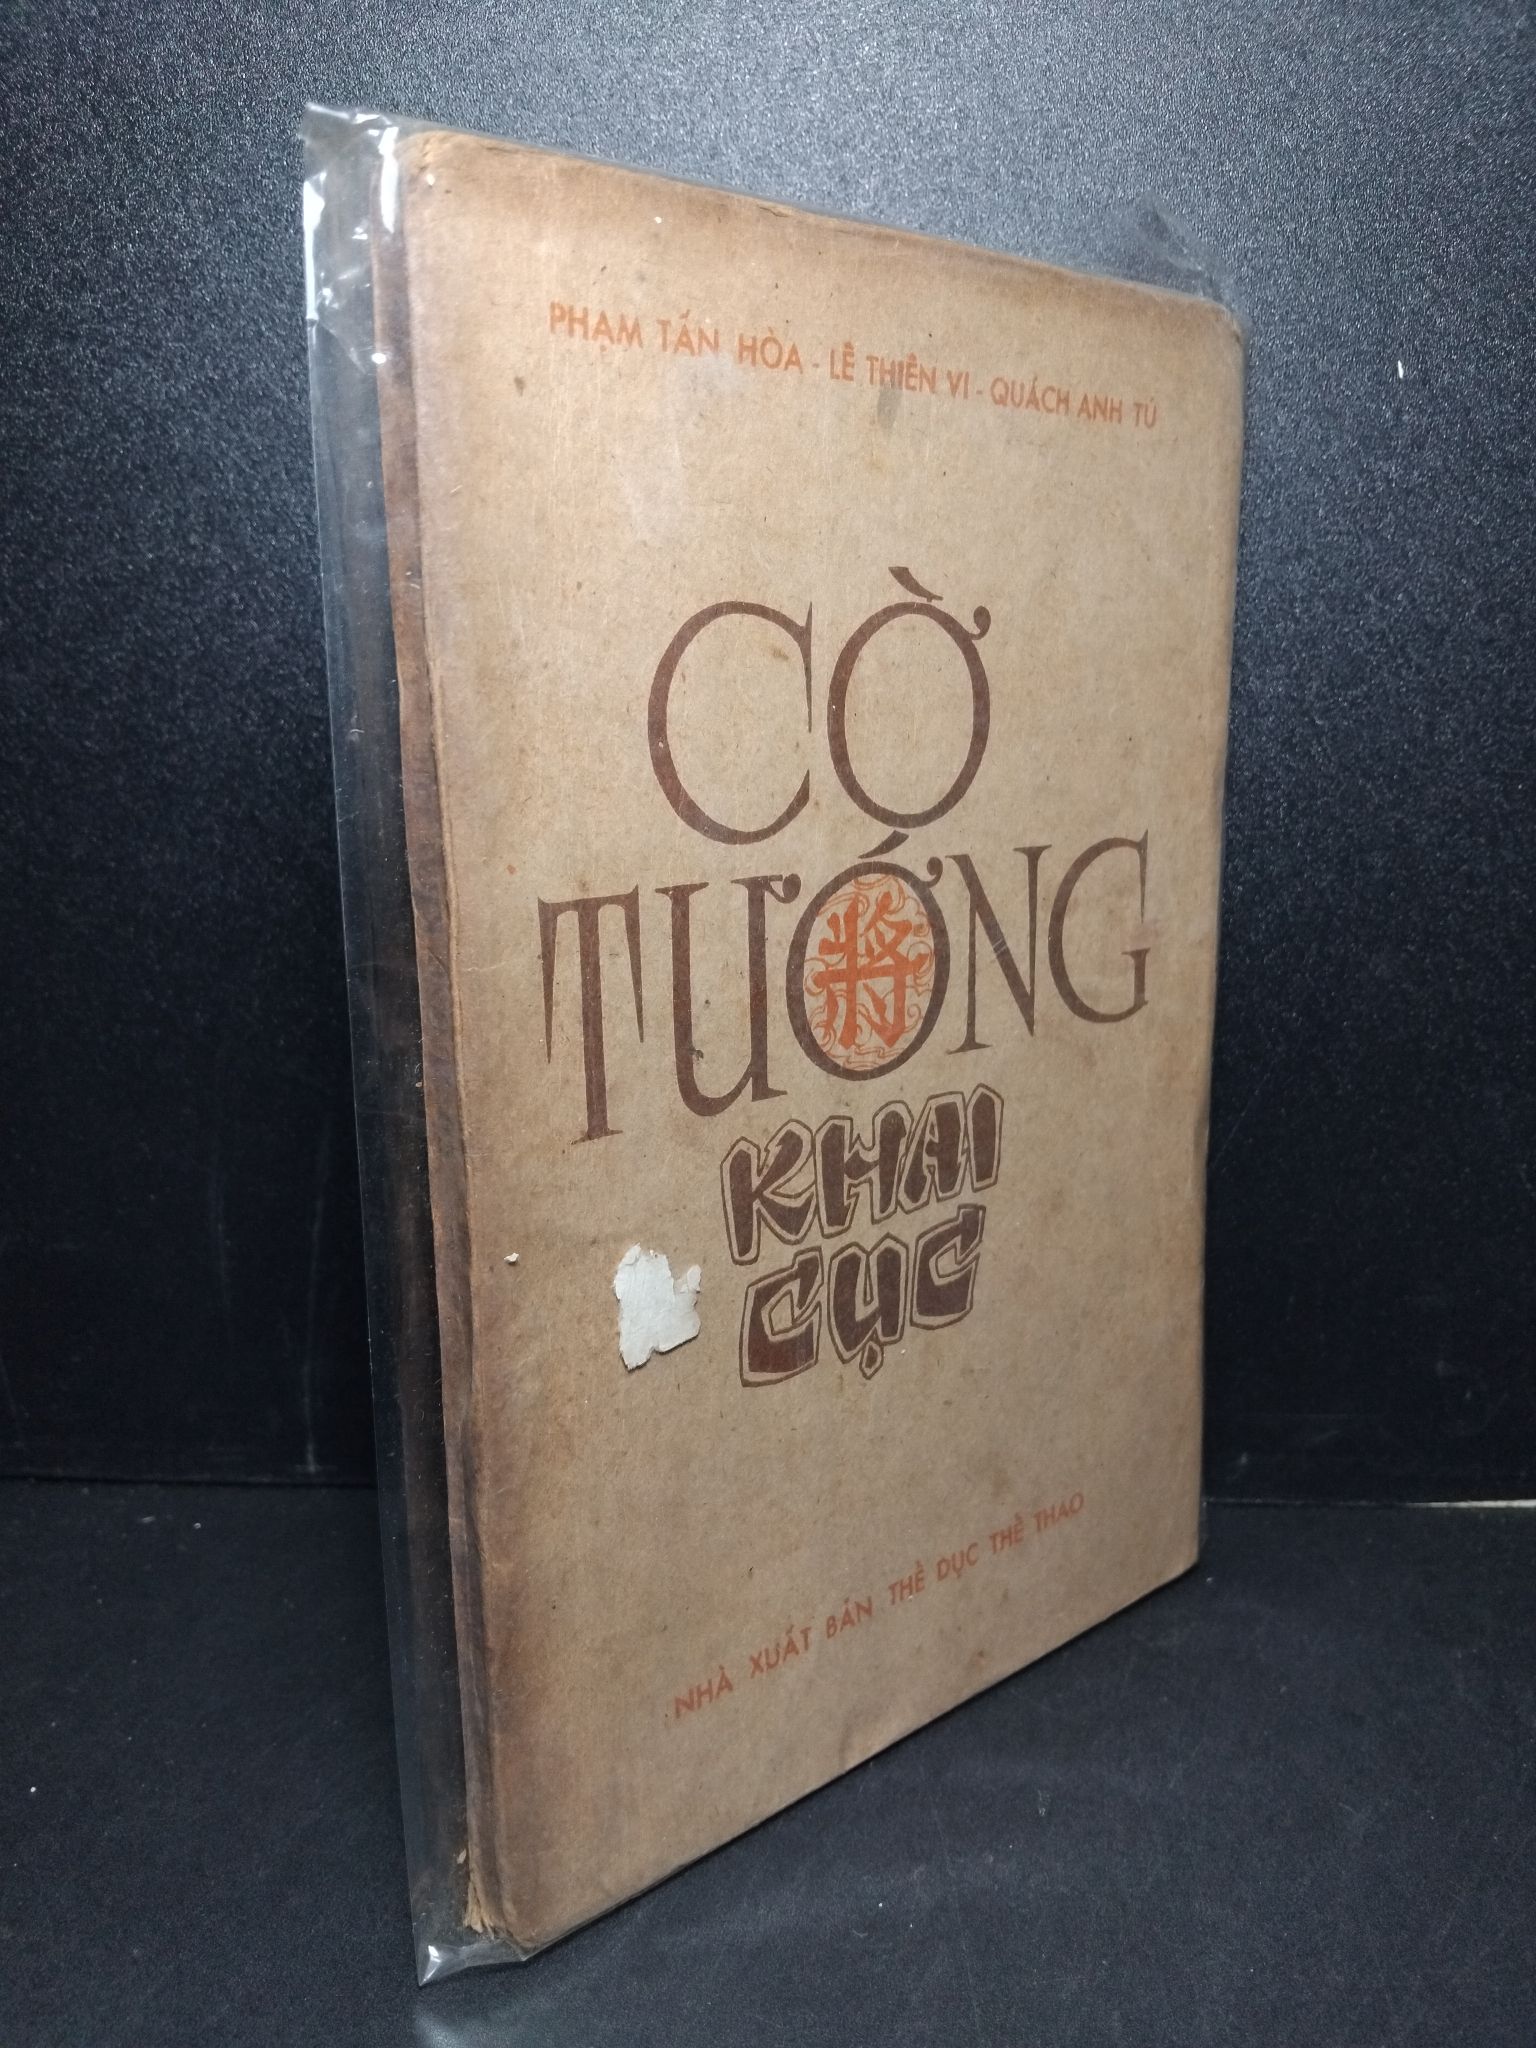 PHẠM TẤN HÒA - LÊ THIÊN VI - QUÁCH ANH TÚ
CỜ
TƯỚNG
將
KHAI
CỤC
NHÀ XUẤT BẢN THỂ DỤC THỂ THAO